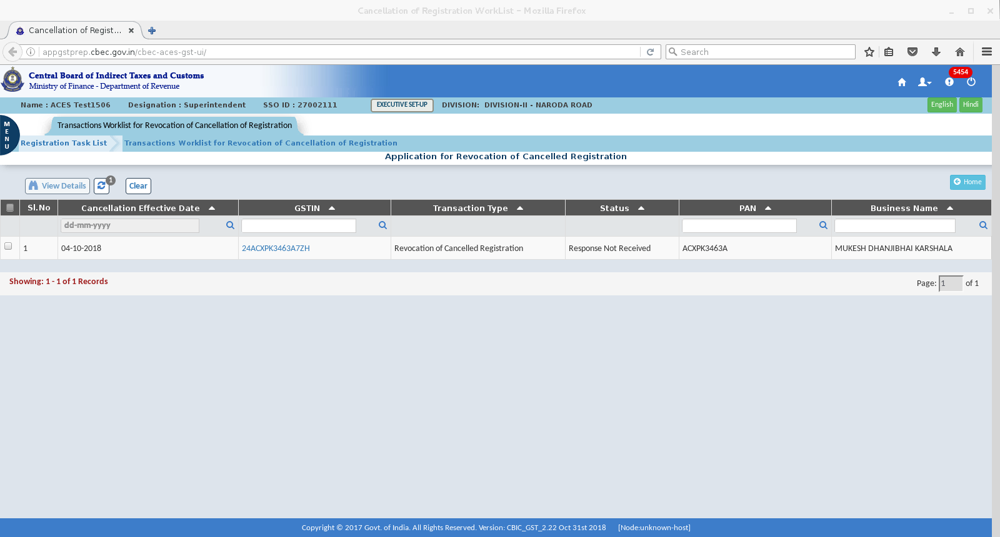 Cancellation of Registration WorkList – Mozilla Firefox
Cancellation of Regist...
appgstprep.cbec.gov.in/cbec-aces-gst-ui/
Search
Central Board of Indirect Taxes and Customs
Ministry of Finance - Department of Revenue
5454
Name : ACES Test1506 Designation : Superintendent SSO ID : 27002111 EXECUTIVE SET-UP DIVISION: DIVISION-II - NARODA ROAD English Hindi
MENU
Transactions Worklist for Revocation of Cancellation of Registration
Registration Task List Transactions Worklist for Revocation of Cancellation of Registration
Application for Revocation of Cancelled Registration
View Details 1 Clear Home
Sl.No Cancellation Effective Date GSTIN Transaction Type Status PAN Business Name
dd-mm-yyyy
1 04-10-2018 24ACXPK3463A7ZH Revocation of Cancelled Registration Response Not Received ACXPK3463A MUKESH DHANJIBHAI KARSHALA
Showing: 1 - 1 of 1 Records Page: 1 of 1
Copyright © 2017 Govt. of India. All Rights Reserved. Version: CBIC_GST_2.22 Oct 31st 2018 [Node:unknown-host]